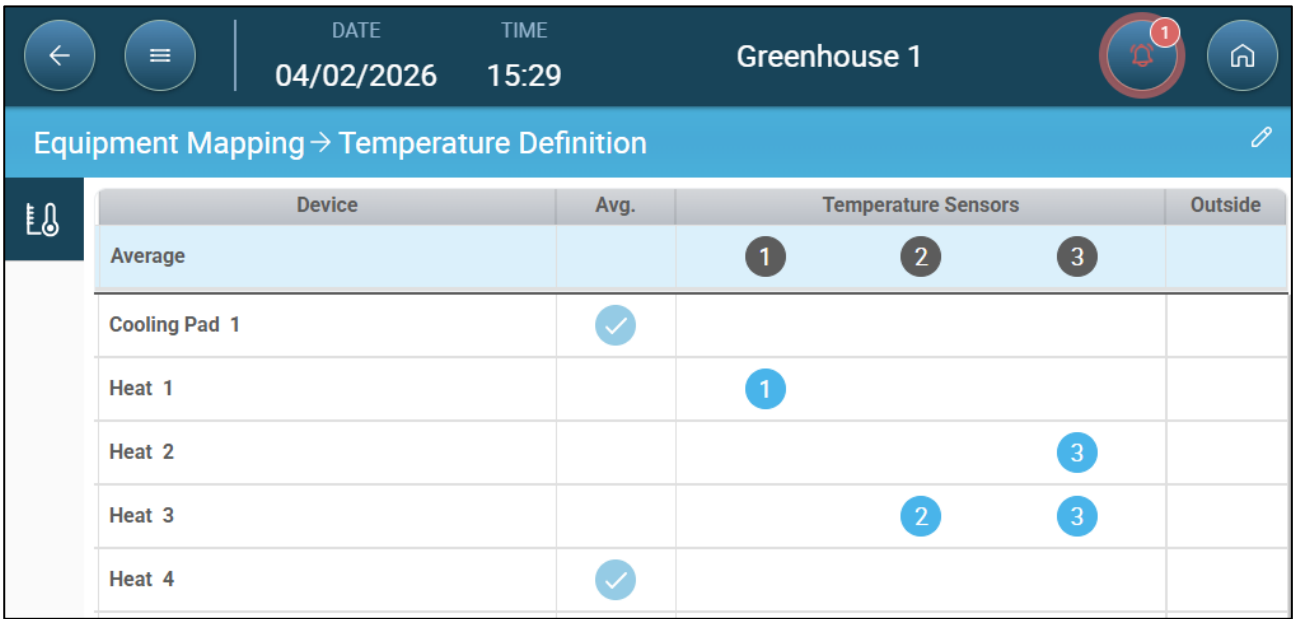 DATE TIME
04/02/2026 15:29 Greenhouse 1 1
Equipment Mapping → Temperature Definition
Device Avg. Temperature Sensors Outside
Average 1 2 3
Cooling Pad 1
Heat 1 1
Heat 2 3
Heat 3 2 3
Heat 4